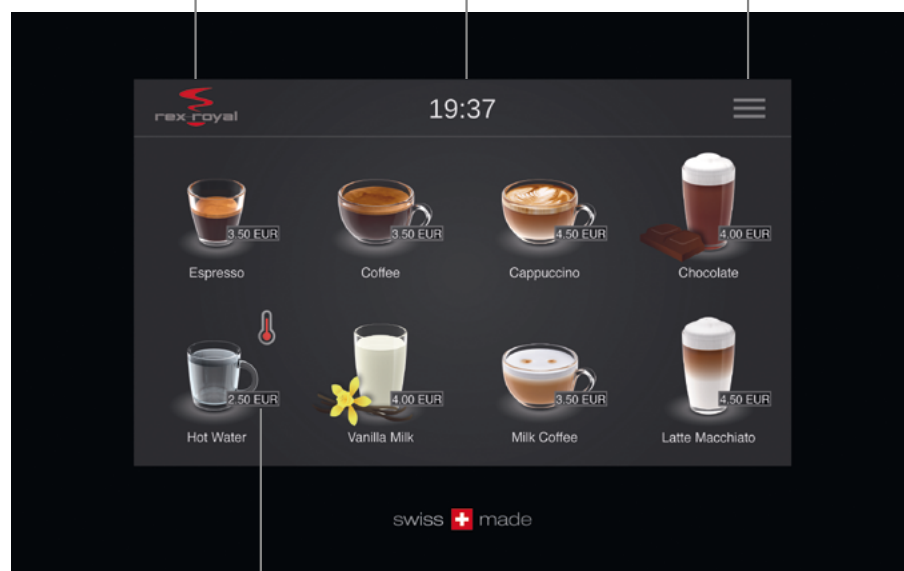 rex-royal
19:37
3.50 EUR
3.50 EUR
4.50 EUR
4.00 EUR
Espresso
Coffee
Cappuccino
Chocolate
2.50 EUR
4.00 EUR
3.50 EUR
4.50 EUR
Hot Water
Vanilla Milk
Milk Coffee
Latte Macchiato
swiss made